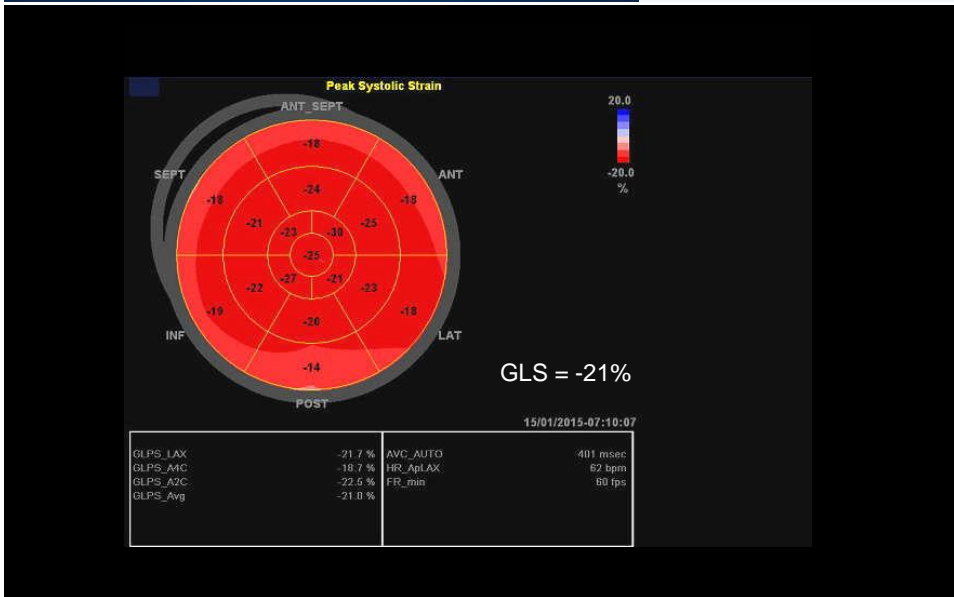 Peak Systolic Strain
ANT_SEPT
20.0
-18
SEPT
ANT
-20.0
%
-24
-18
-18
-21
-25
-23
-30
-25
-27
-21
-22
-23
-19
-20
-18
INF
LAT
-14
GLS = -21%
POST
15/01/2015-07:10:07
GLPS_LAX -21.7 % AVC_AUTO 401 msec
GLPS_A4C -18.7 % HR_ApLAX 62 bpm
GLPS_A2C -22.5 % FR_min 60 fps
GLPS_Avg -21.0 %